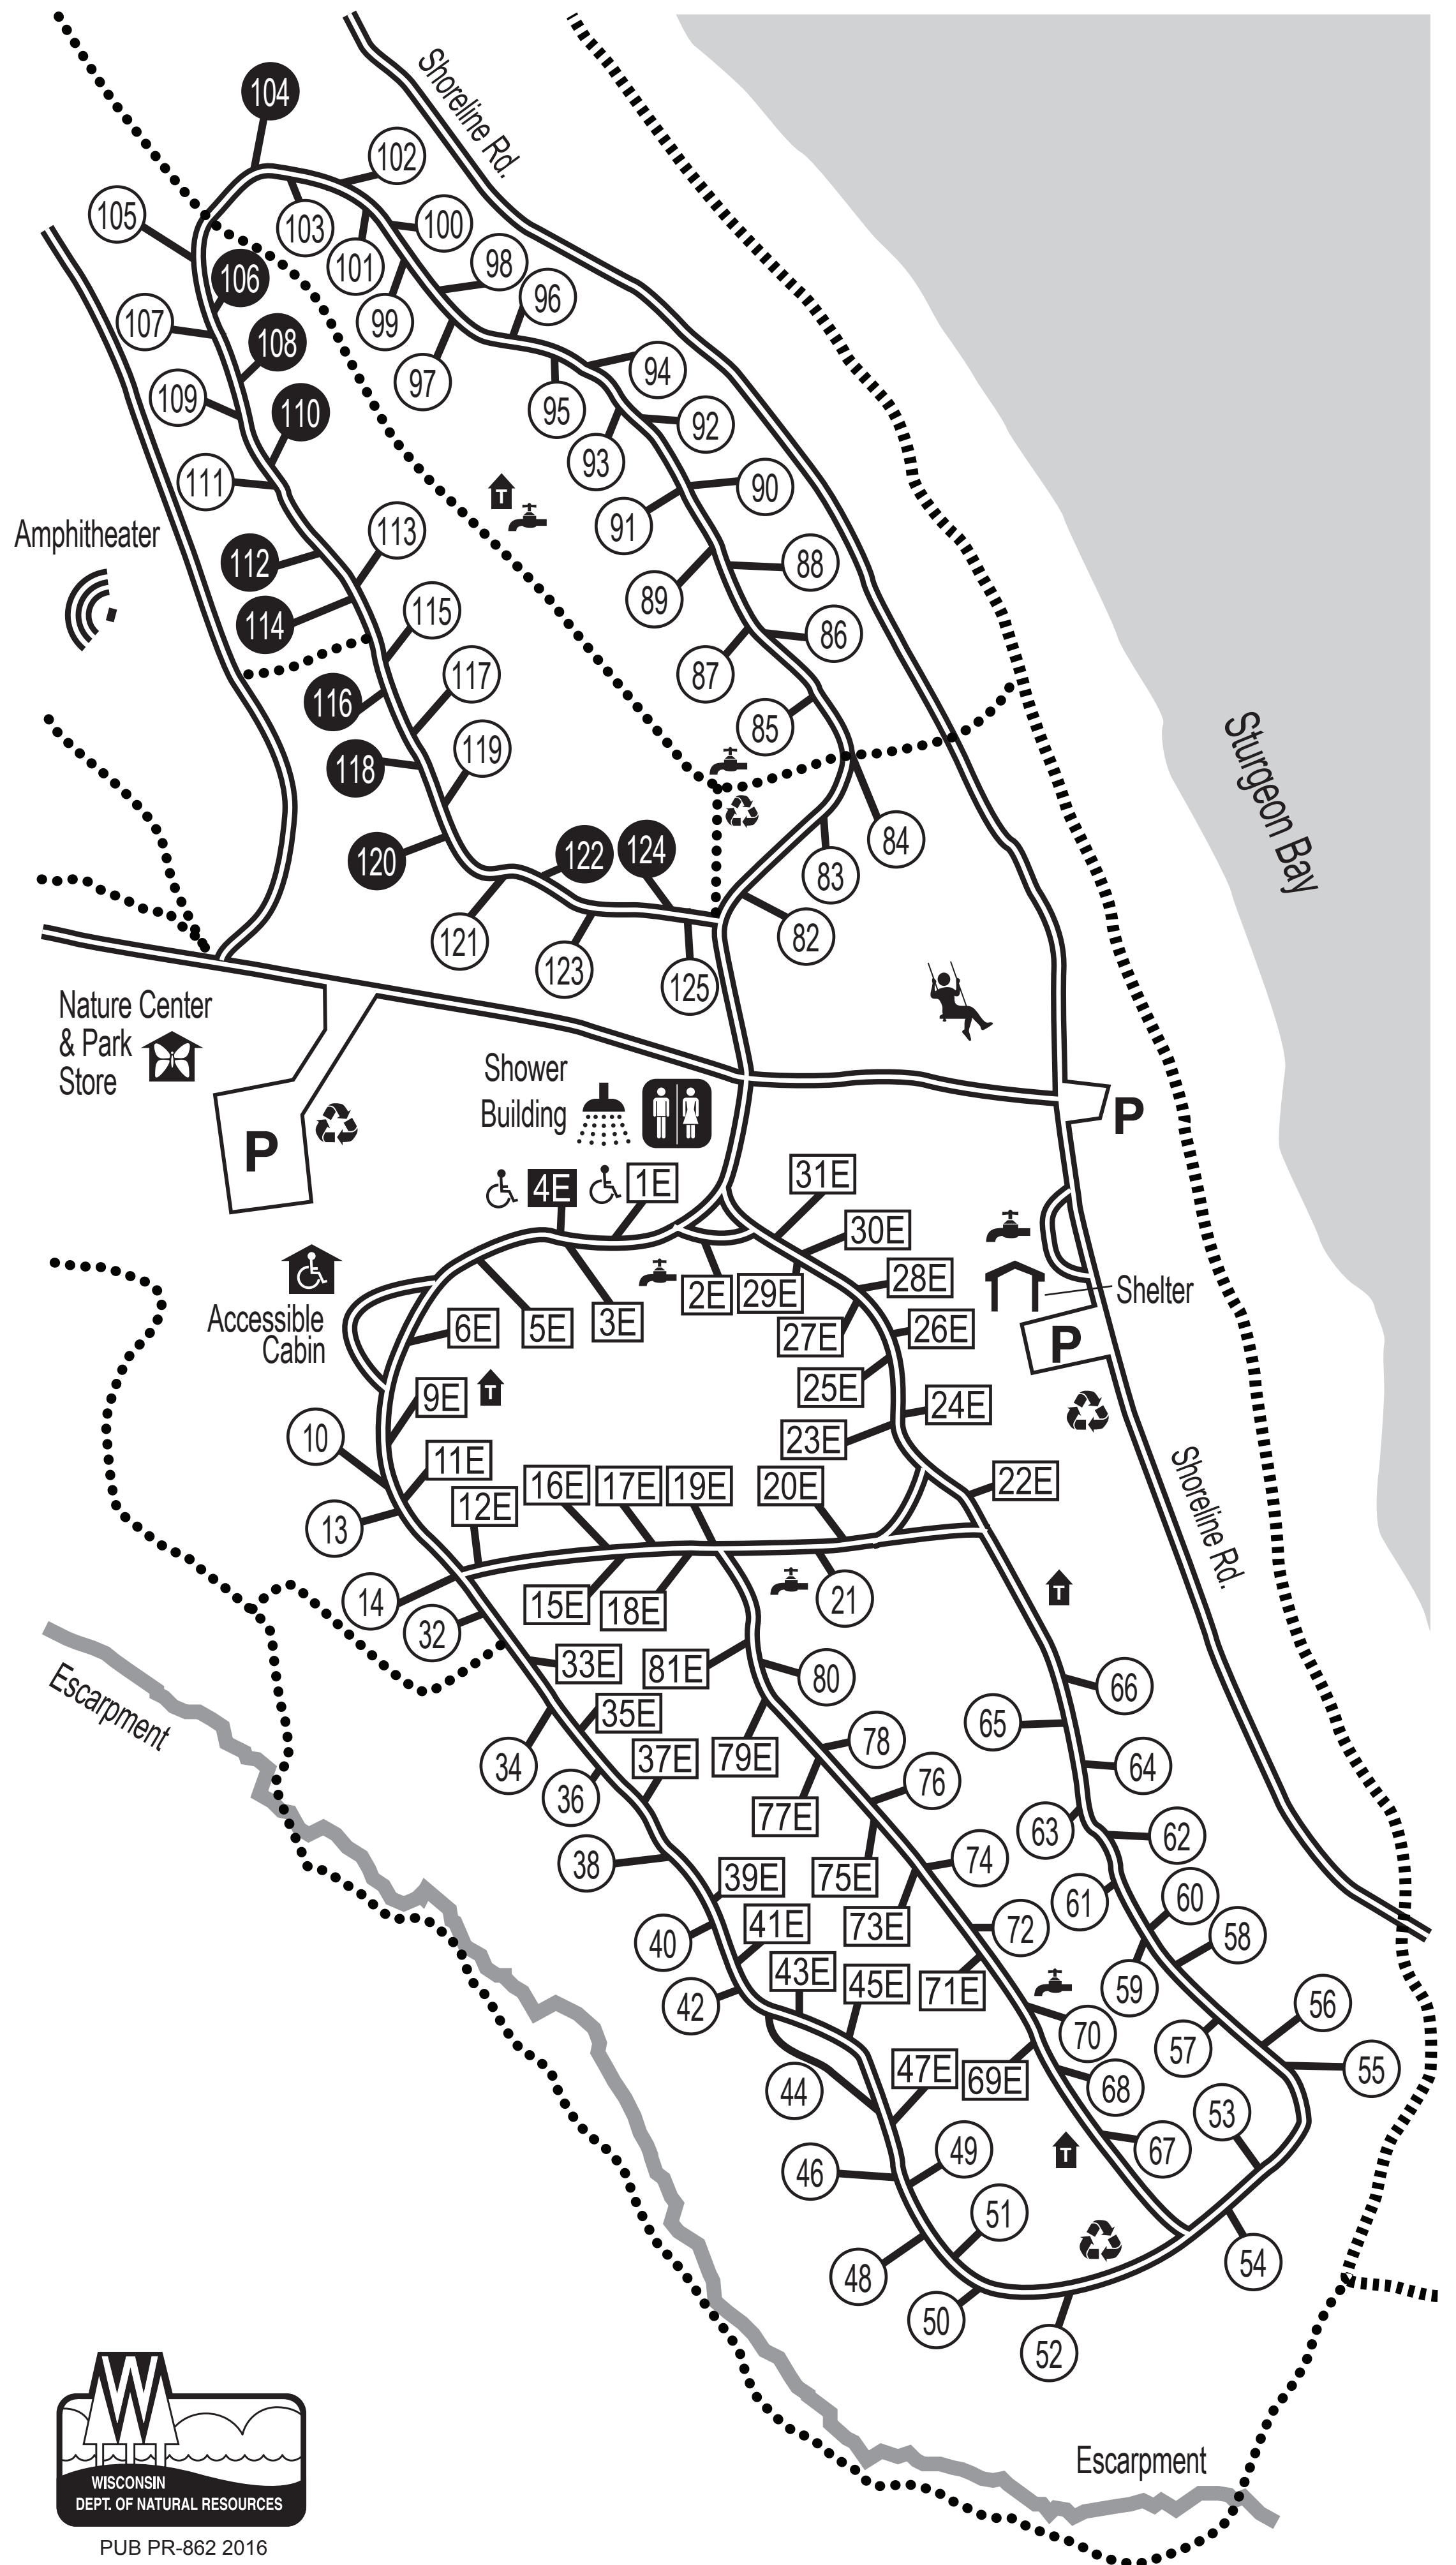 104
Shoreline Rd.
102
105
103
100
101
98
106
96
107
99
108
94
97
109
110
95
92
93
111
90
T
91
113
Amphitheater
112
88
89
115
114
86
117
87
116
85
119
118
Sturgeon Bay
84
122
124
120
83
121
82
123
125
Nature Center
& Park
Store
Shower
Building
P
P
31E
4E
1E
30E
28E
Shelter
2E
29E
Accessible
Cabin
6E
5E
3E
27E
26E
P
9E
T
25E
24E
10
23E
11E
22E
16E
17E
19E
20E
12E
13
Shoreline Rd.
14
15E
18E
21
T
32
33E
81E
80
66
Escarpment
35E
65
34
37E
79E
78
64
36
76
77E
63
62
38
39E
75E
74
61
60
41E
73E
72
58
40
43E
45E
71E
59
42
56
70
57
55
47E
69E
68
44
53
49
T
67
46
51
48
54
50
52
Escarpment
W
WISCONSIN
DEPT. OF NATURAL RESOURCES
PUB PR-862 2016